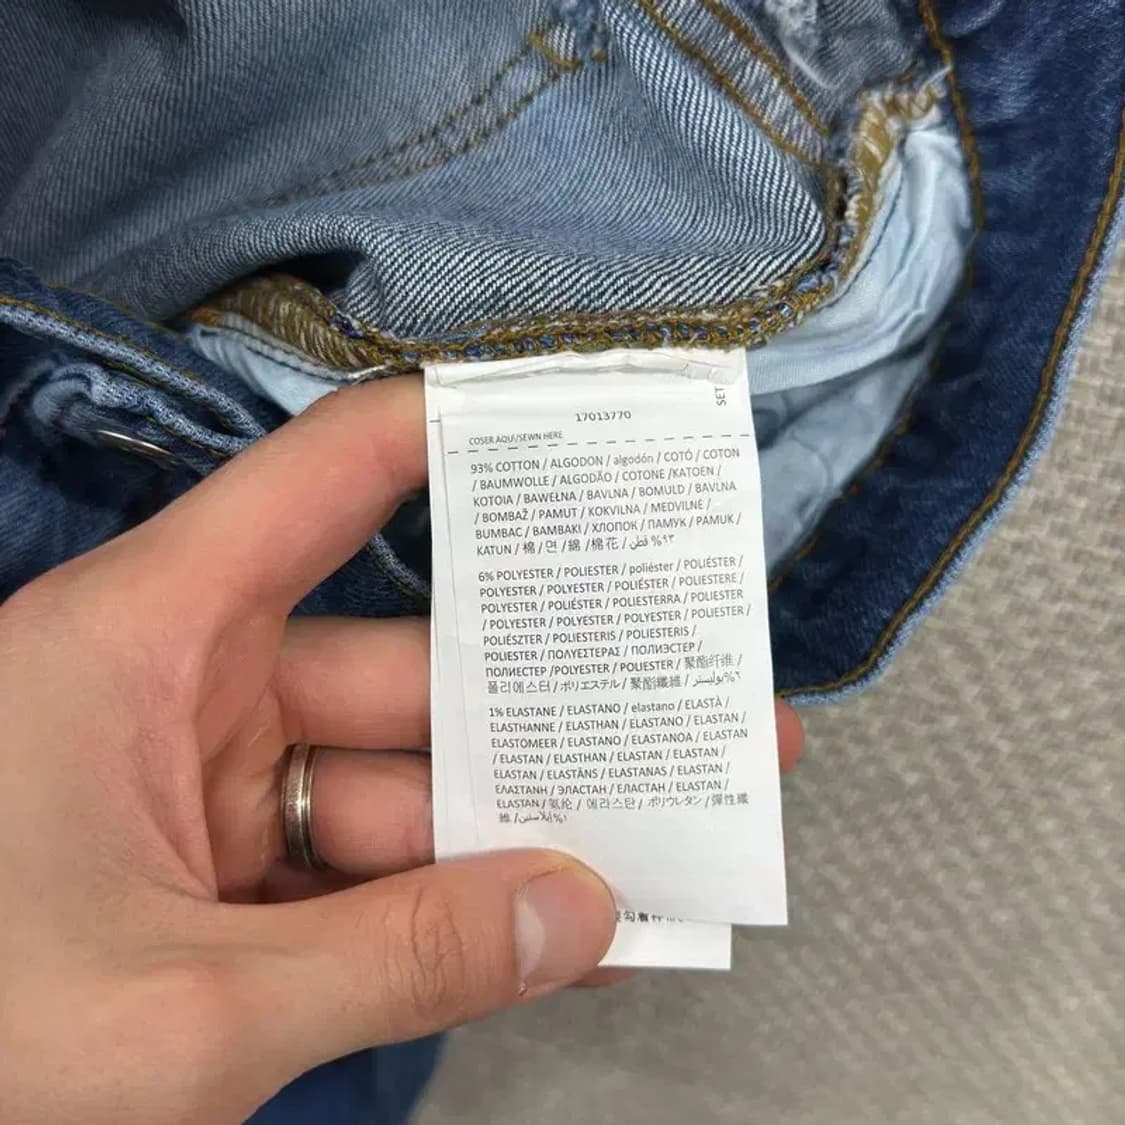 SET
17013770
COSER AQUÍ/SEWN HERE
93% COTTON / ALGODON / algodón / COTÓ / COTON
/ BAUMWOLLE / ALGODÃO / COTONE /KATOEN /
KOTOIA / BAWEŁNA / BAVLNA / BOMULD / BAVLNA
/ BOMBAŽ / PAMUT / KOKVILNA / MEDVILNĖ /
BUMBAC / BAMBAKI / ХЛОПОК / ПАМУК / PAMUK /
KATUN / 棉 / 면 / 綿 / 棉花 / قطن %٩٣
6% POLYESTER / POLIESTER / poliéster / POLIÉSTER /
POLYESTER / POLYESTER / POLIÉSTER / POLIESTERE /
POLYESTER / POLIÉSTER / POLIESTERRA / POLIESTER
/ POLYESTER / POLYESTER / POLYESTER / POLIESTER /
POLIÉSZTER / POLIESTERIS / POLIESTERIS /
POLIESTER / ΠΟΛΥΕΣΤΕΡΑΣ / ПОЛИЭСТЕР /
ПОЛИЕСТЕР /POLYESTER / POLIESTER / 聚酯纤维 /
폴리에스터 / ポリエステル / 聚酯纖維 / بوليستر %٦
1% ELASTANE / ELASTANO / elastano / ELASTÀ /
ELASTHANNE / ELASTHAN / ELASTANO / ELASTAN /
ELASTOMEER / ELASTANO / ELASTANOA / ELASTAN
/ ELASTAN / ELASTHAN / ELASTAN / ELASTAN /
ELASTAN / ELASTĀNS / ELASTANAS / ELASTAN /
ΕΛΑΣΤΑΝΗ / ЭЛАСТАН / ЕЛАСТАН / ELASTAN /
ELASTAN / 氨纶 / 에라스탄 / ポリウレタン / 彈性纖
維 / إيلاستين %١